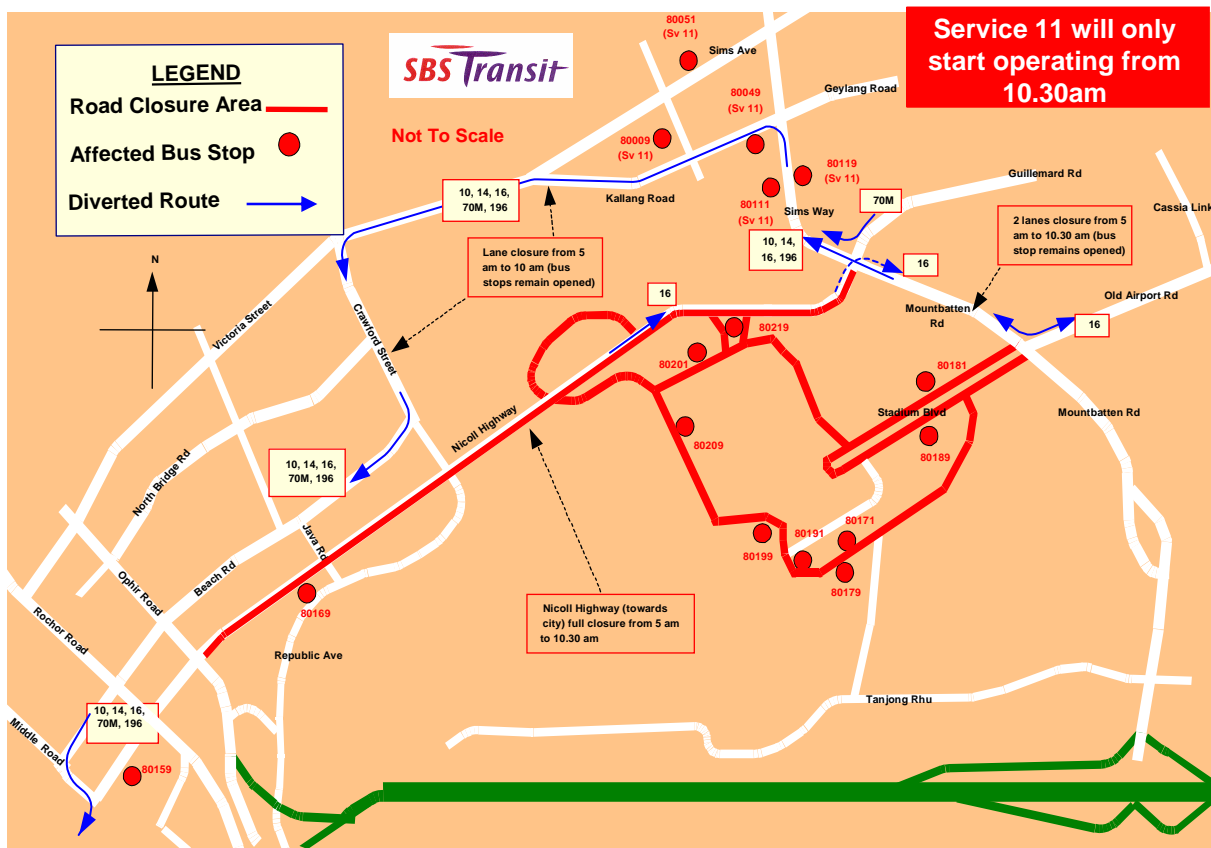 Service 11 will only
start operating from
10.30am
LEGEND
Road Closure Area
Affected Bus Stop
Diverted Route
SBS Transit
Not To Scale
80051
(Sv 11)
Sims Ave
80049
(Sv 11)
Geylang Road
80009
(Sv 11)
80119
(Sv 11)
80111
(Sv 11)
Sims Way
Kallang Road
Guillemard Rd
Cassia Link
10, 14, 16,
70M, 196
70M
2 lanes closure from 5
am to 10.30 am (bus
stop remains opened)
10, 14,
16, 196
16
Lane closure from 5
am to 10 am (bus
stops remain opened)
N
16
Old Airport Rd
Mountbatten
Rd
16
Victoria Street
Crawford Street
80219
80201
80181
Stadium Blvd
Mountbatten Rd
Nicoll Highway
80209
80189
North Bridge Rd
10, 14, 16,
70M, 196
Java Rd
80171
80191
80199
80179
Beach Rd
Ophir Road
Rochor Road
80169
Nicoll Highway (towards
city) full closure from 5 am
to 10.30 am
Republic Ave
Tanjong Rhu
10, 14, 16,
70M, 196
Middle Road
80159